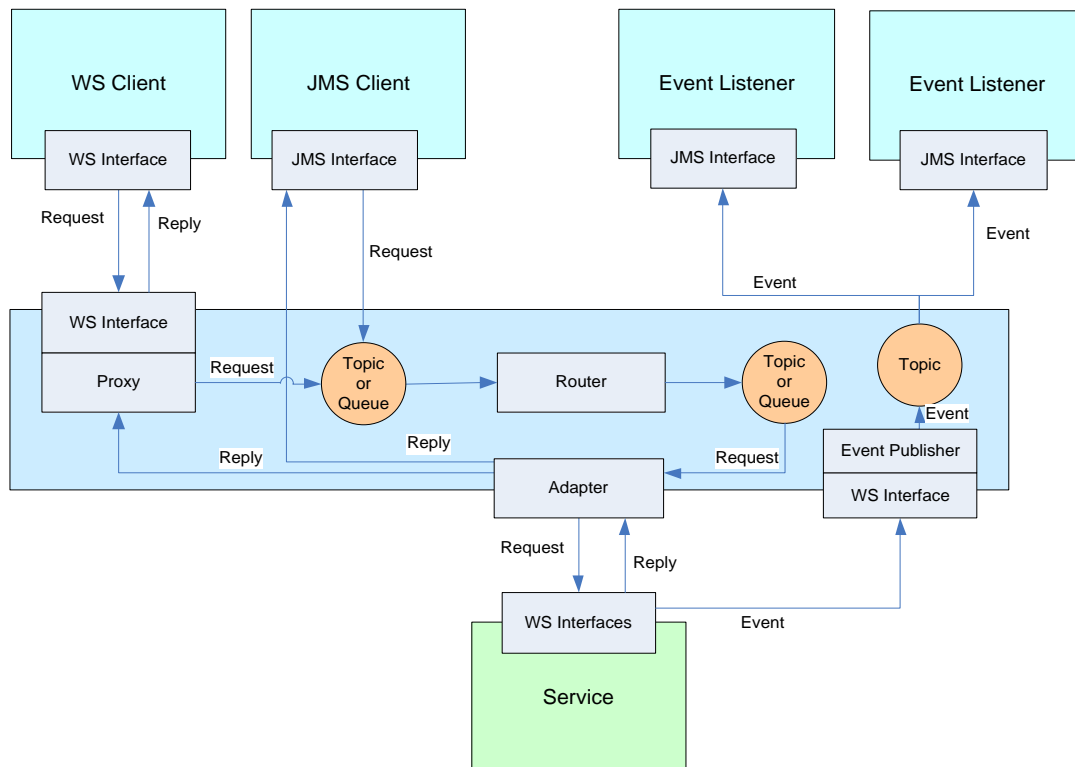 WS Client
JMS Client
Event Listener
Event Listener
WS Interface
JMS Interface
JMS Interface
JMS Interface
Request
Reply
Request
Event
Event
WS Interface
Proxy
Request
Topic
or
Queue
Router
Topic
or
Queue
Topic
Event
Reply
Reply
Request
Event Publisher
WS Interface
Adapter
Request
Reply
WS Interfaces
Event
Service